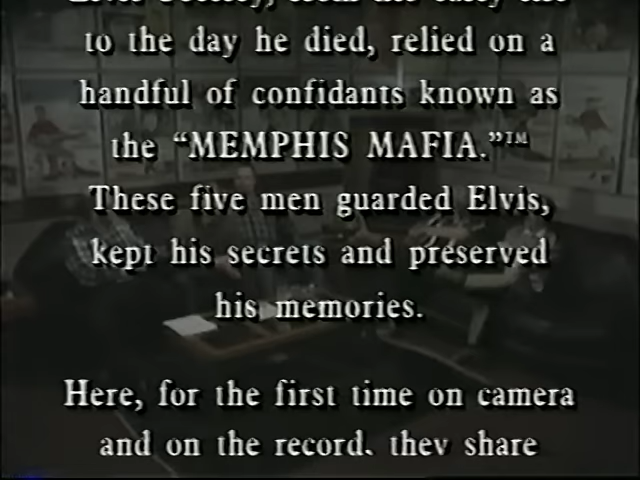 to the day he died, relied on a
handful of confidants known as
the “MEMPHIS MAFIA.”™
These five men guarded Elvis,
kept his secrets and preserved
his memories.
Here, for the first time on camera
and on the record, they share